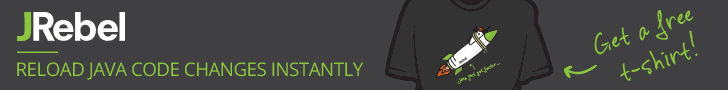 JRebel
RELOAD JAVA CODE CHANGES INSTANTLY
Get a free
t-shirt!